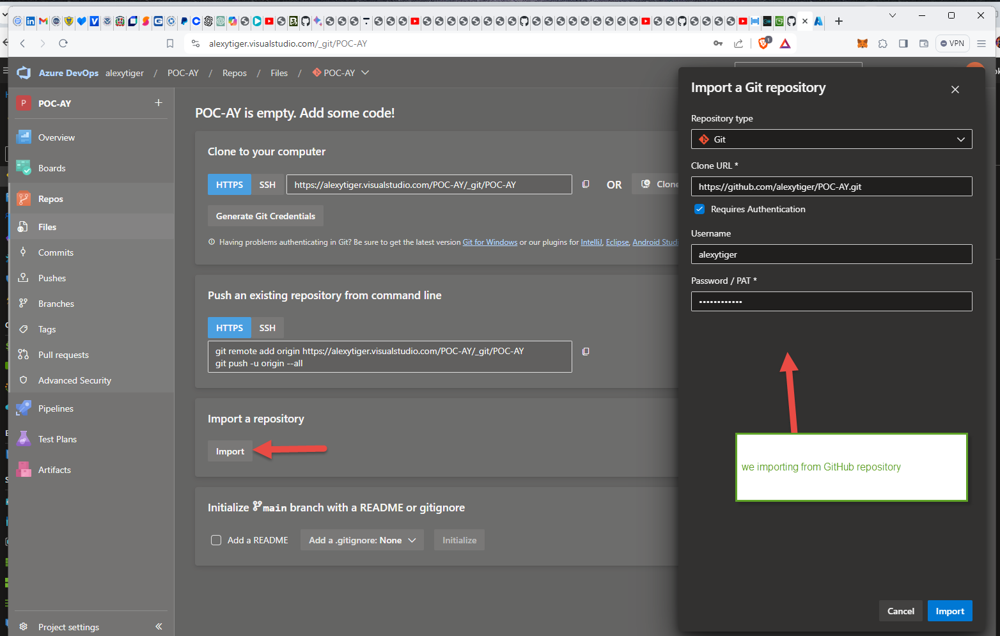 alexytiger.visualstudio.com/_git/POC-AY
1
VPN
Azure DevOps alexytiger / POC-AY / Repos / Files / POC-AY
P POC-AY
Overview
Boards
Repos
Files
Commits
Pushes
Branches
Tags
Pull requests
Advanced Security
Pipelines
Test Plans
Artifacts
Project settings
POC-AY is empty. Add some code!
Clone to your computer
HTTPS SSH https://alexytiger.visualstudio.com/POC-AY/_git/POC-AY OR Clone
Generate Git Credentials
Having problems authenticating in Git? Be sure to get the latest version Git for Windows or our plugins for IntelliJ, Eclipse, Android Studi
Push an existing repository from command line
HTTPS SSH
git remote add origin https://alexytiger.visualstudio.com/POC-AY/_git/POC-AY
git push -u origin --all
Import a repository
Import
Initialize main branch with a README or gitignore
Add a README Add a .gitignore: None Initialize
Import a Git repository
Repository type
Git
Clone URL *
https://github.com/alexytiger/POC-AY.git
Requires Authentication
Username
alexytiger
Password / PAT *
••••••••••••
we importing from GitHub repository
Cancel Import